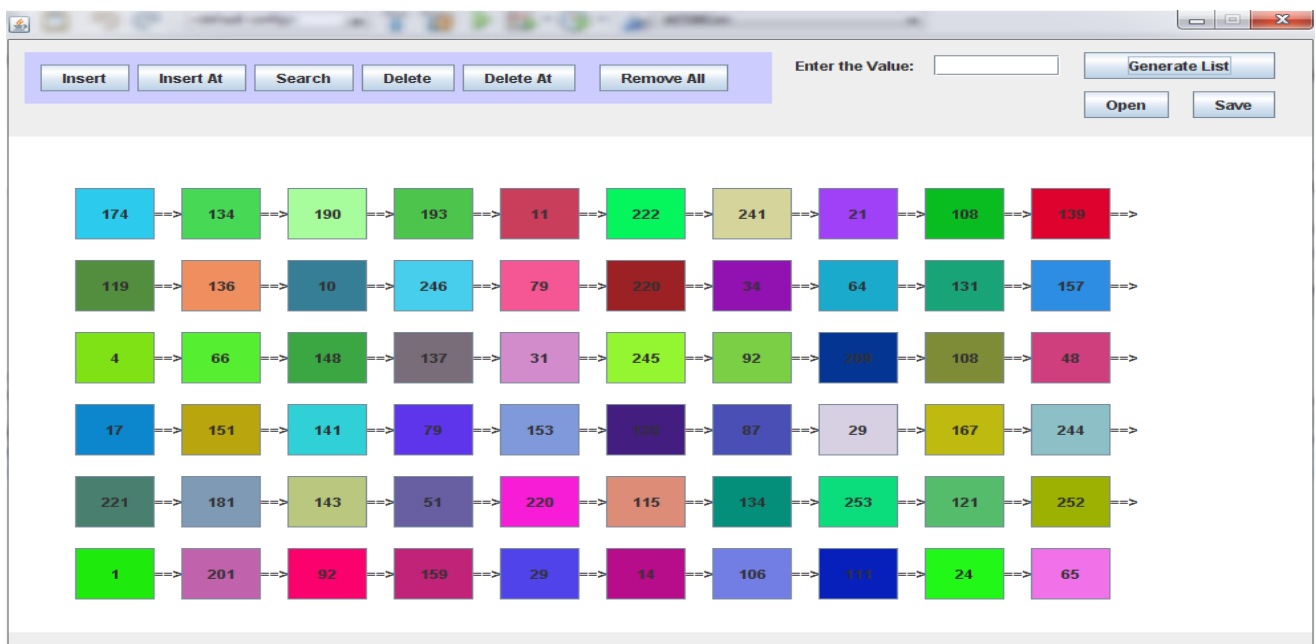 Insert Insert At Search Delete Delete At Remove All Enter the Value: Generate List
Open Save
174 ==> 134 ==> 190 ==> 193 ==> 11 ==> 222 ==> 241 ==> 21 ==> 108 ==> 139 ==>
119 ==> 136 ==> 10 ==> 246 ==> 79 ==> 220 ==> 34 ==> 64 ==> 131 ==> 157 ==>
4 ==> 66 ==> 148 ==> 137 ==> 31 ==> 245 ==> 92 ==> 209 ==> 108 ==> 48 ==>
17 ==> 151 ==> 141 ==> 79 ==> 153 ==> ==> 87 ==> 29 ==> 167 ==> 244 ==>
221 ==> 181 ==> 143 ==> 51 ==> 220 ==> 115 ==> 134 ==> 253 ==> 121 ==> 252 ==>
1 ==> 201 ==> 92 ==> 159 ==> 29 ==> 14 ==> 106 ==> 111 ==> 24 ==> 65